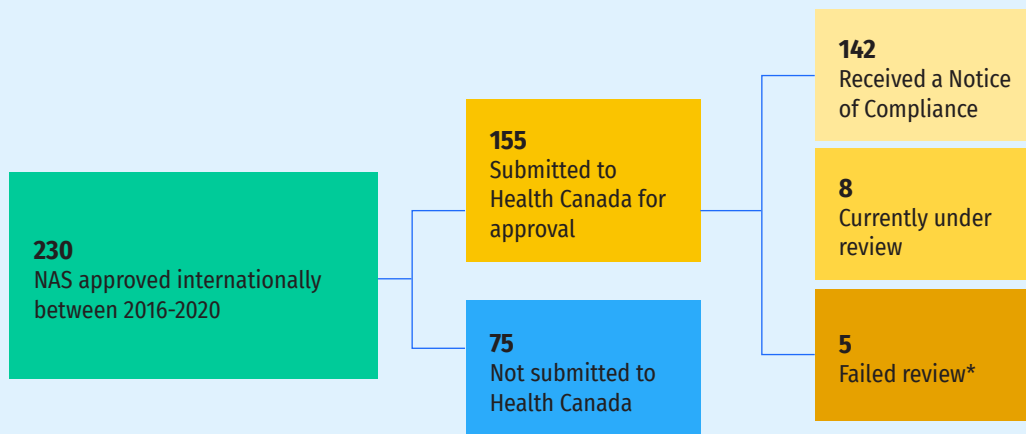 230
NAS approved internationally
between 2016-2020
155
Submitted to
Health Canada for
approval
75
Not submitted to
Health Canada
142
Received a Notice
of Compliance
8
Currently under
review
5
Failed review*